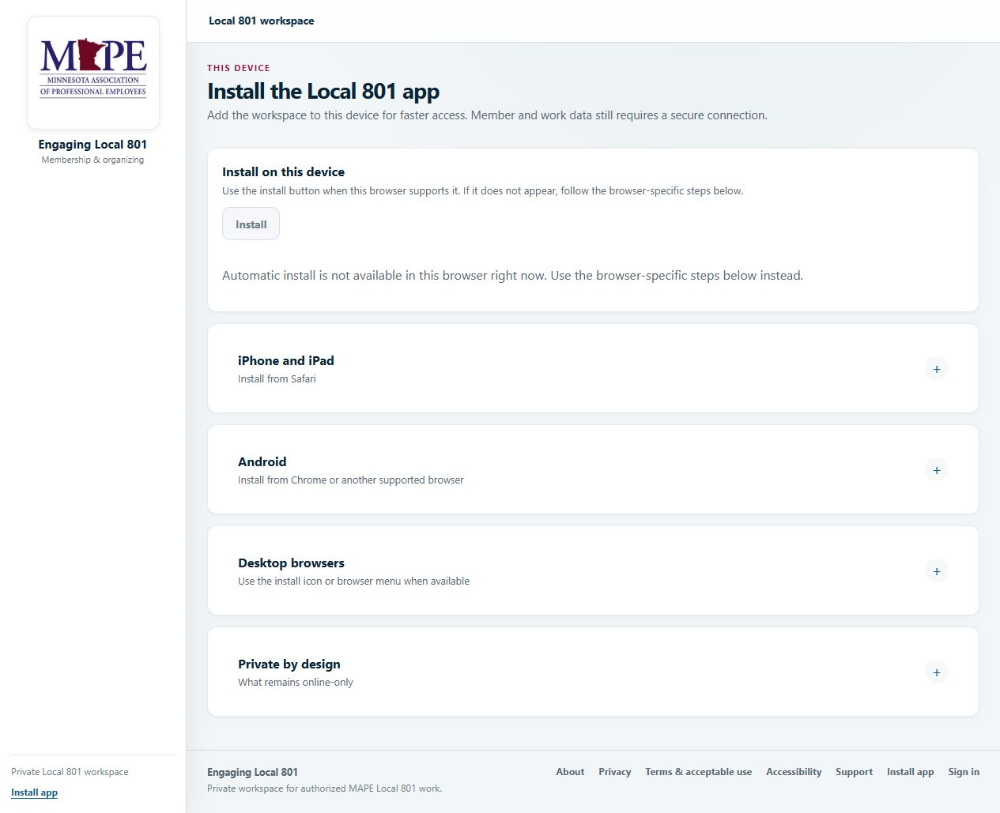 MAPE
MINNESOTA ASSOCIATION
OF PROFESSIONAL EMPLOYEES
Engaging Local 801
Membership & organizing
Private Local 801 workspace
Install app
Local 801 workspace
THIS DEVICE
Install the Local 801 app
Add the workspace to this device for faster access. Member and work data still requires a secure connection.
Install on this device
Use the install button when this browser supports it. If it does not appear, follow the browser-specific steps below.
Install
Automatic install is not available in this browser right now. Use the browser-specific steps below instead.
iPhone and iPad
Install from Safari
+
Android
Install from Chrome or another supported browser
+
Desktop browsers
Use the install icon or browser menu when available
+
Private by design
What remains online-only
+
Engaging Local 801
Private workspace for authorized MAPE Local 801 work.
About Privacy Terms & acceptable use Accessibility Support Install app Sign in